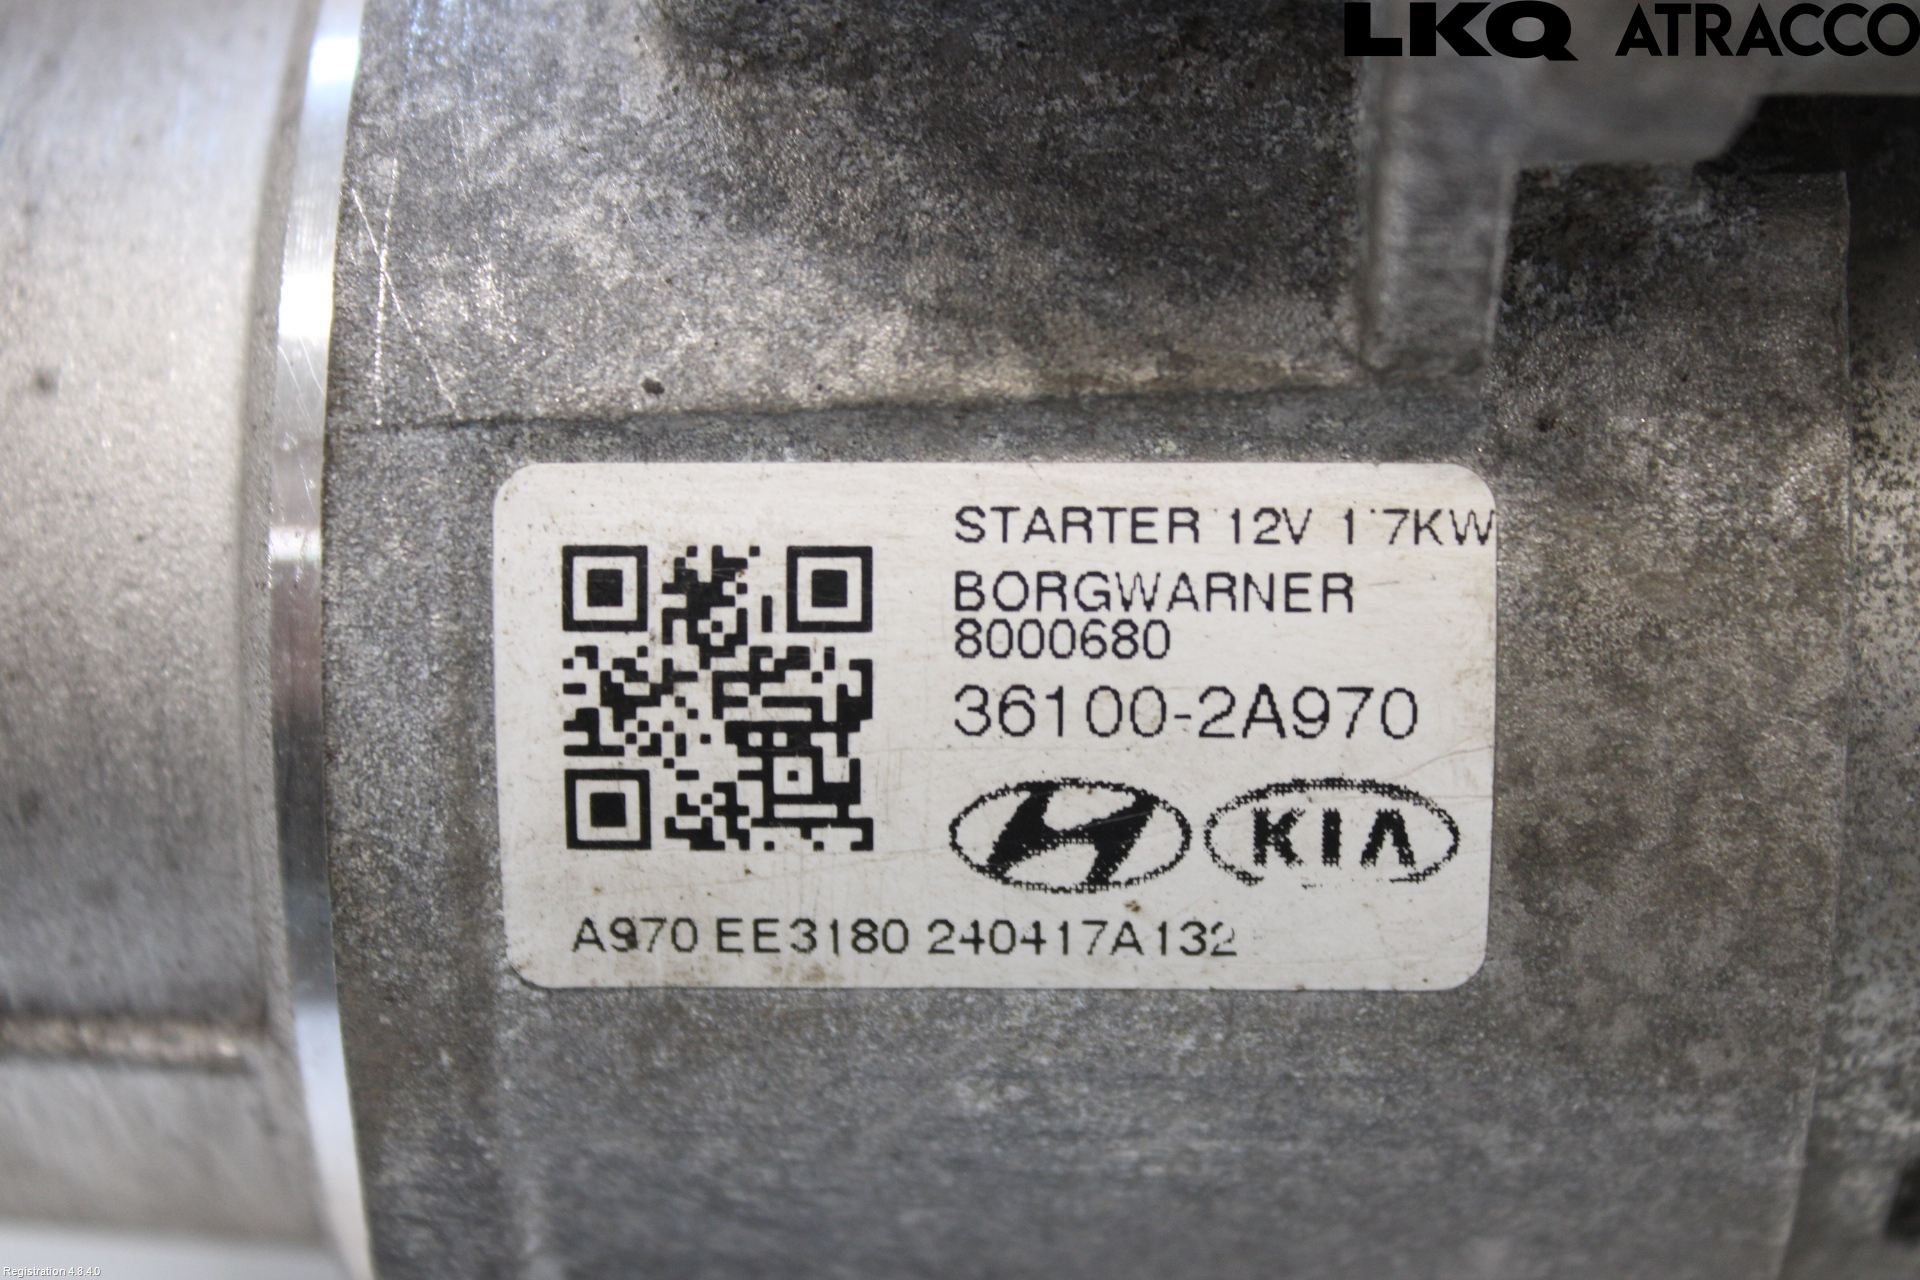 LKQ ATRACCO
STARTER 12V 1.7KW
BORGWARNER
8000680
36100-2A970
KIA
A970 EE3180 240417A132
Registration 4.8.4.0